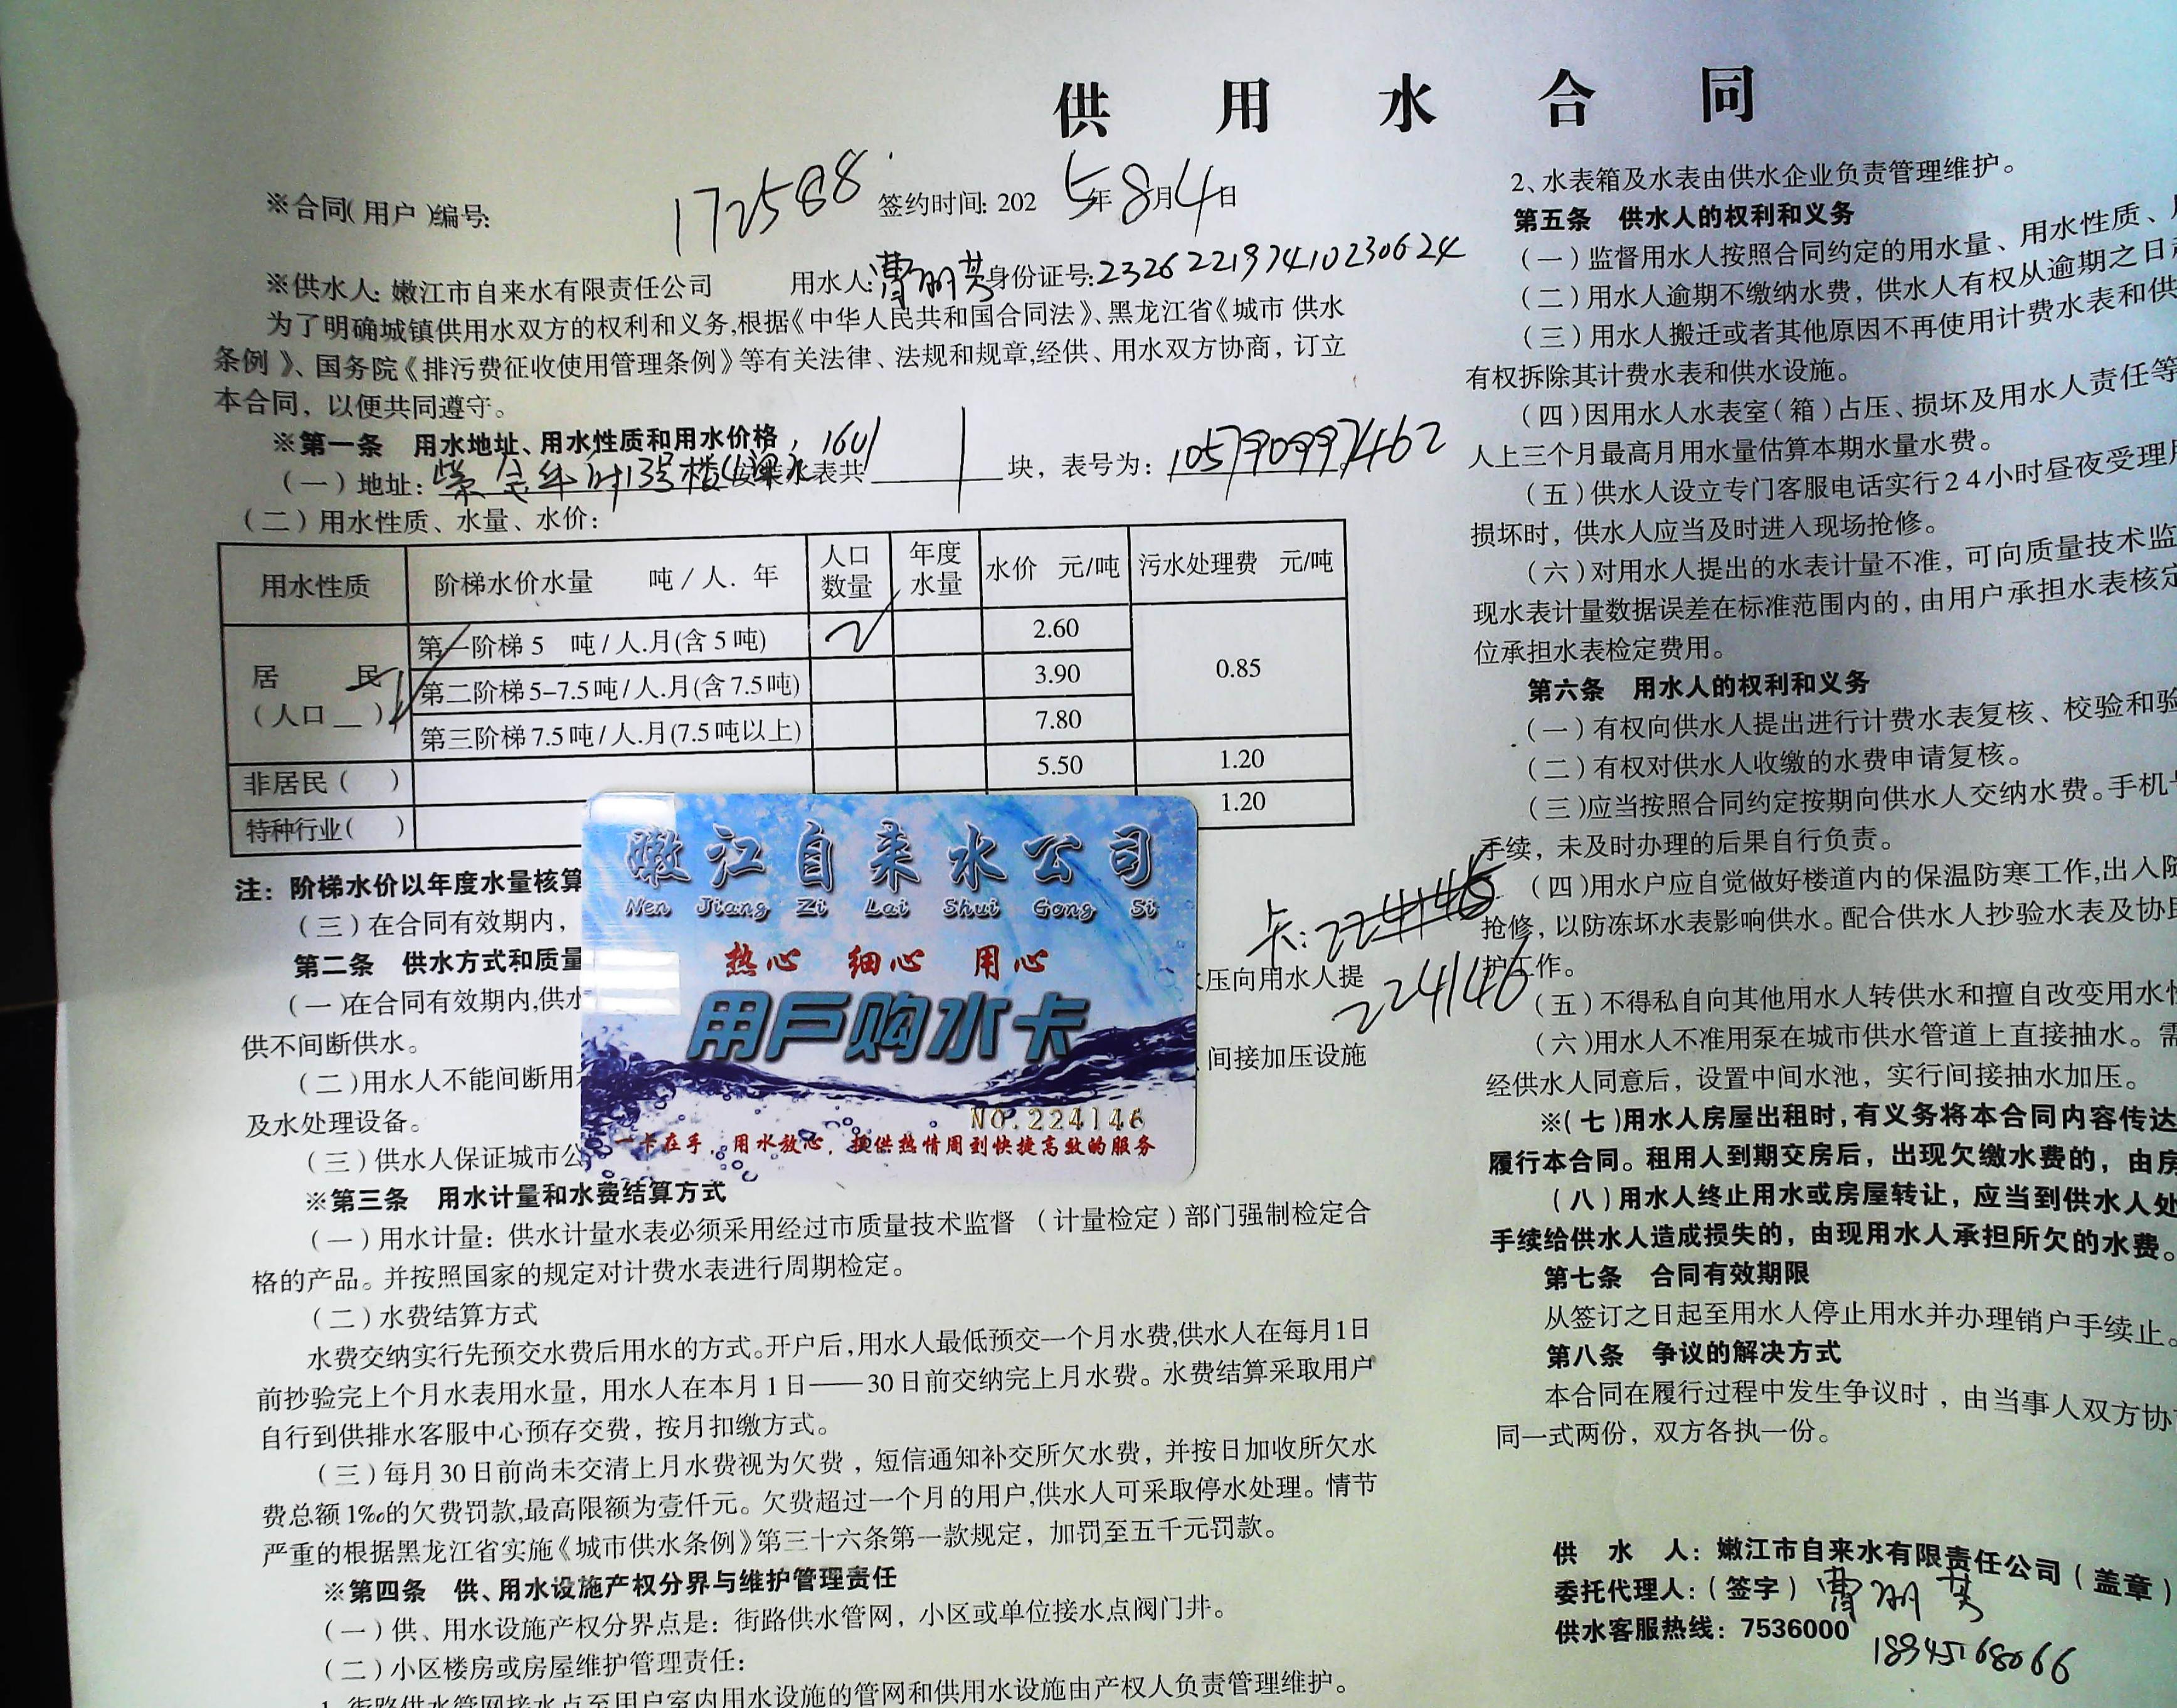 供用水合同
※合同(用户)编号: 172588 签约时间: 2025年8月4日
※供水人: 嫩江市自来水有限责任公司 用水人: 曹丽英 身份证号: 232622197410230624
为了明确城镇供用水双方的权利和义务,根据《中华人民共和国合同法》、黑龙江省《城市 供水
条例》、国务院《排污费征收使用管理条例》等有关法律、法规和规章,经供、用水双方协商，订立
本合同，以便共同遵守。
※第一条 用水地址、用水性质和用水价格，1601
（一）地址：紫金 13号楼4单元 安装水表共 1 块，表号为：105790997462
（二）用水性质、水量、水价：
用水性质 阶梯水价水量 吨/人.年 人口数量 年度水量 水价 元/吨 污水处理费 元/吨
居民（人口__） 第一阶梯5 吨/人.月(含5吨) 2 2.60 0.85
第二阶梯5-7.5吨/人.月(含7.5吨) 3.90
第三阶梯7.5吨/人.月(7.5吨以上) 7.80
非居民（ ） 5.50 1.20
特种行业（ ） 1.20
注：阶梯水价以年度水量核算
（三）在合同有效期内，
第二条 供水方式和质量
（一）在合同有效期内,供水 压向用水人提
供不间断供水。
（二）用水人不能间断用 间接加压设施
及水处理设备。
（三）供水人保证城市公
嫩江自来水公司
Nen Jiang Zi Lai Shui Gong Si
热心 细心 用心
用户购水卡
NO.224146
一卡在手，用水放心，提供热情周到快捷高效的服务
卡:
224146
※第三条 用水计量和水费结算方式
（一）用水计量：供水计量水表必须采用经过市质量技术监督（计量检定）部门强制检定合
格的产品。并按照国家的规定对计费水表进行周期检定。
（二）水费结算方式
水费交纳实行先预交水费后用水的方式。开户后,用水人最低预交一个月水费,供水人在每月1日
前抄验完上个月水表用水量，用水人在本月1日——30日前交纳完上月水费。水费结算采取用户
自行到供排水客服中心预存交费，按月扣缴方式。
（三）每月30日前尚未交清上月水费视为欠费，短信通知补交所欠水费，并按日加收所欠水
费总额1‰的欠费罚款,最高限额为壹仟元。欠费超过一个月的用户,供水人可采取停水处理。情节
严重的根据黑龙江省实施《城市供水条例》第三十六条第一款规定，加罚至五千元罚款。
※第四条 供、用水设施产权分界与维护管理责任
（一）供、用水设施产权分界点是：街路供水管网，小区或单位接水点阀门井。
（二）小区楼房或房屋维护管理责任：
1、街路供水管网接水点至用户室内用水设施的管网和供用水设施由产权人负责管理维护。
2、水表箱及水表由供水企业负责管理维护。
第五条 供水人的权利和义务
（一）监督用水人按照合同约定的用水量、用水性质、
（二）用水人逾期不缴纳水费，供水人有权从逾期之日
（三）用水人搬迁或者其他原因不再使用计费水表和供
有权拆除其计费水表和供水设施。
（四）因用水人水表室（箱）占压、损坏及用水人责任等
人上三个月最高月用水量估算本期水量水费。
（五）供水人设立专门客服电话实行24小时昼夜受理
损坏时，供水人应当及时进入现场抢修。
（六）对用水人提出的水表计量不准，可向质量技术监
现水表计量数据误差在标准范围内的，由用户承担水表核定
位承担水表检定费用。
第六条 用水人的权利和义务
（一）有权向供水人提出进行计费水表复核、校验和验
（二）有权对供水人收缴的水费申请复核。
（三）应当按照合同约定按期向供水人交纳水费。手机
手续，未及时办理的后果自行负责。
（四）用水户应自觉做好楼道内的保温防寒工作,出入随
抢修，以防冻坏水表影响供水。配合供水人抄验水表及协助
护工作。
（五）不得私自向其他用水人转供水和擅自改变用水性
（六）用水人不准用泵在城市供水管道上直接抽水。需
经供水人同意后，设置中间水池，实行间接抽水加压。
※（七）用水人房屋出租时，有义务将本合同内容传达
履行本合同。租用人到期交房后，出现欠缴水费的，由房
（八）用水人终止用水或房屋转让，应当到供水人处
手续给供水人造成损失的，由现用水人承担所欠的水费。
第七条 合同有效期限
从签订之日起至用水人停止用水并办理销户手续止。
第八条 争议的解决方式
本合同在履行过程中发生争议时，由当事人双方协
同一式两份，双方各执一份。
供 水 人：嫩江市自来水有限责任公司（盖章）
委托代理人：（签字）曹丽英
供水客服热线：7536000
18945168066